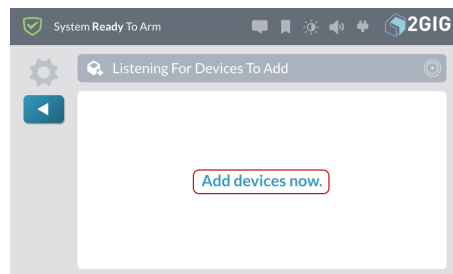 System Ready To Arm
2GIG
Listening For Devices To Add
Add devices now.